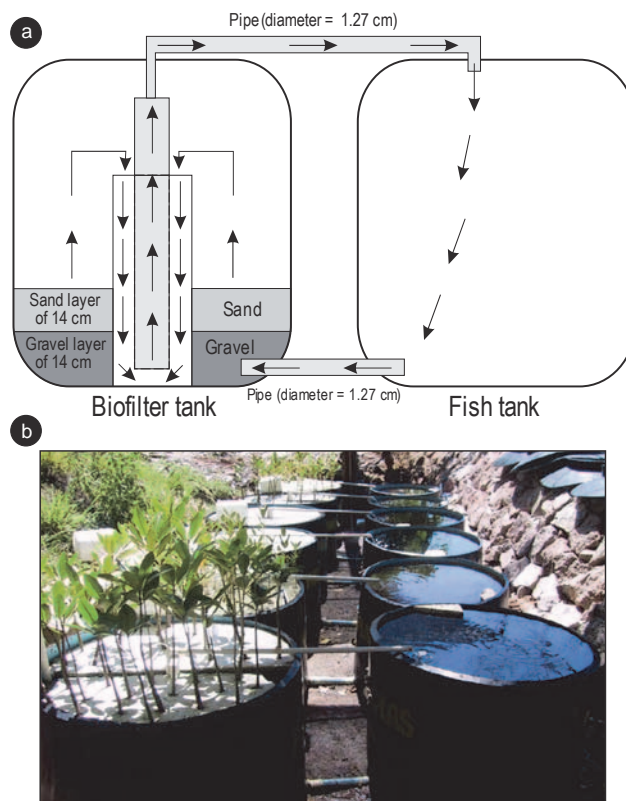 a
Pipe (diameter = 1.27 cm)
Sand layer
of 14 cm
Sand
Gravel layer
of 14 cm
Gravel
Pipe (diameter = 1.27 cm)
Biofilter tank
Fish tank
b